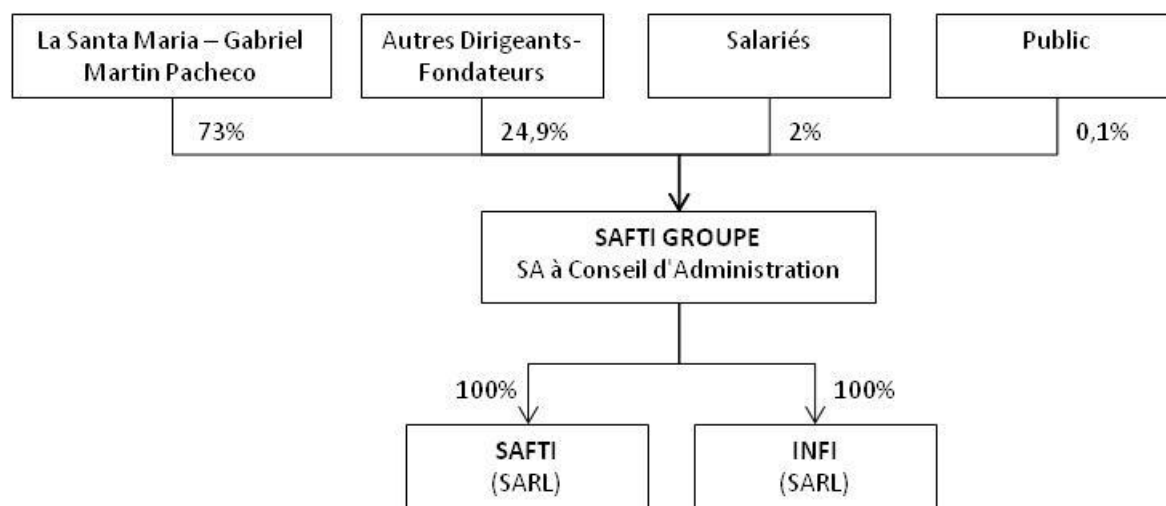 La Santa Maria – Gabriel
Martin Pacheco
Autres Dirigeants-
Fondateurs
Salariés
Public
73%
24,9%
2%
0,1%
SAFTI GROUPE
SA à Conseil d'Administration
100%
100%
SAFTI
(SARL)
INFI
(SARL)